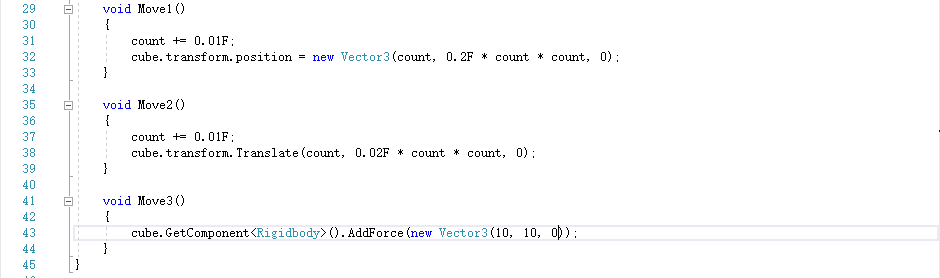 29 void Move1()
30 {
31 count += 0.01F;
32 cube.transform.position = new Vector3(count, 0.2F * count * count, 0);
33 }
34
35 void Move2()
36 {
37 count += 0.01F;
38 cube.transform.Translate(count, 0.02F * count * count, 0);
39 }
40
41 void Move3()
42 {
43 cube.GetComponent<Rigidbody>().AddForce(new Vector3(10, 10, 0));
44 }
45 }